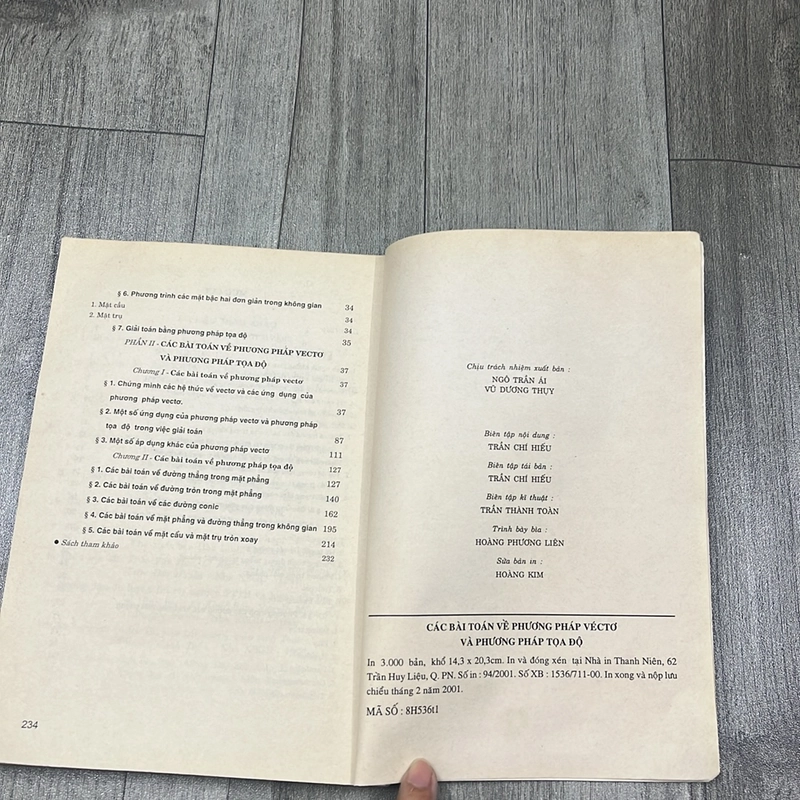 § 6. Phương trình các mặt bậc hai đơn giản trong không gian 34
1. Mặt cầu 34
2. Mặt trụ 34
§ 7. Giải toán bằng phương pháp tọa độ 35
PHẦN II - CÁC BÀI TOÁN VỀ PHƯƠNG PHÁP VECTƠ
VÀ PHƯƠNG PHÁP TỌA ĐỘ 37
Chương I - Các bài toán về phương pháp vectơ 37
§ 1. Chứng minh các hệ thức về vectơ và các ứng dụng của
phương pháp vectơ. 37
§ 2. Một số ứng dụng của phương pháp vectơ và phương pháp
tọa độ trong việc giải toán 87
§ 3. Một số áp dụng khác của phương pháp vectơ 111
Chương II - Các bài toán về phương pháp tọa độ 127
§ 1. Các bài toán về đường thẳng trong mặt phẳng 127
§ 2. Các bài toán về đường tròn trong mặt phẳng 140
§ 3. Các bài toán về các đường conic 162
§ 4. Các bài toán về mặt phẳng và đường thẳng trong không gian 195
§ 5. Các bài toán về mặt cầu và mặt trụ tròn xoay 214
● Sách tham khảo 232
234
Chịu trách nhiệm xuất bản :
NGÔ TRẦN ÁI
VŨ DƯƠNG THỤY
Biên tập nội dung :
TRẦN CHÍ HIẾU
Biên tập tái bản :
TRẦN CHÍ HIẾU
Biên tập kĩ thuật :
TRẦN THÀNH TOÀN
Trình bày bìa :
HOÀNG PHƯƠNG LIÊN
Sửa bản in :
HOÀNG KIM
CÁC BÀI TOÁN VỀ PHƯƠNG PHÁP VÉCTƠ
VÀ PHƯƠNG PHÁP TỌA ĐỘ
In 3.000 bản, khổ 14,3 x 20,3cm. In và đóng xén tại Nhà in Thanh Niên, 62
Trần Huy Liệu, Q. PN. Số in : 94/2001. Số XB : 1536/711-00. In xong và nộp lưu
chiểu tháng 2 năm 2001.
MÃ SỐ : 8H536t1